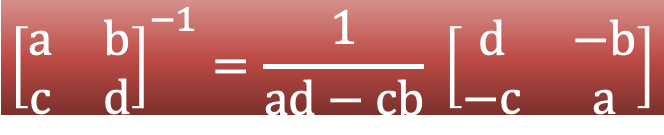 [a b; c d]⁻¹ = 1/(ad − cb) [d −b; −c a]